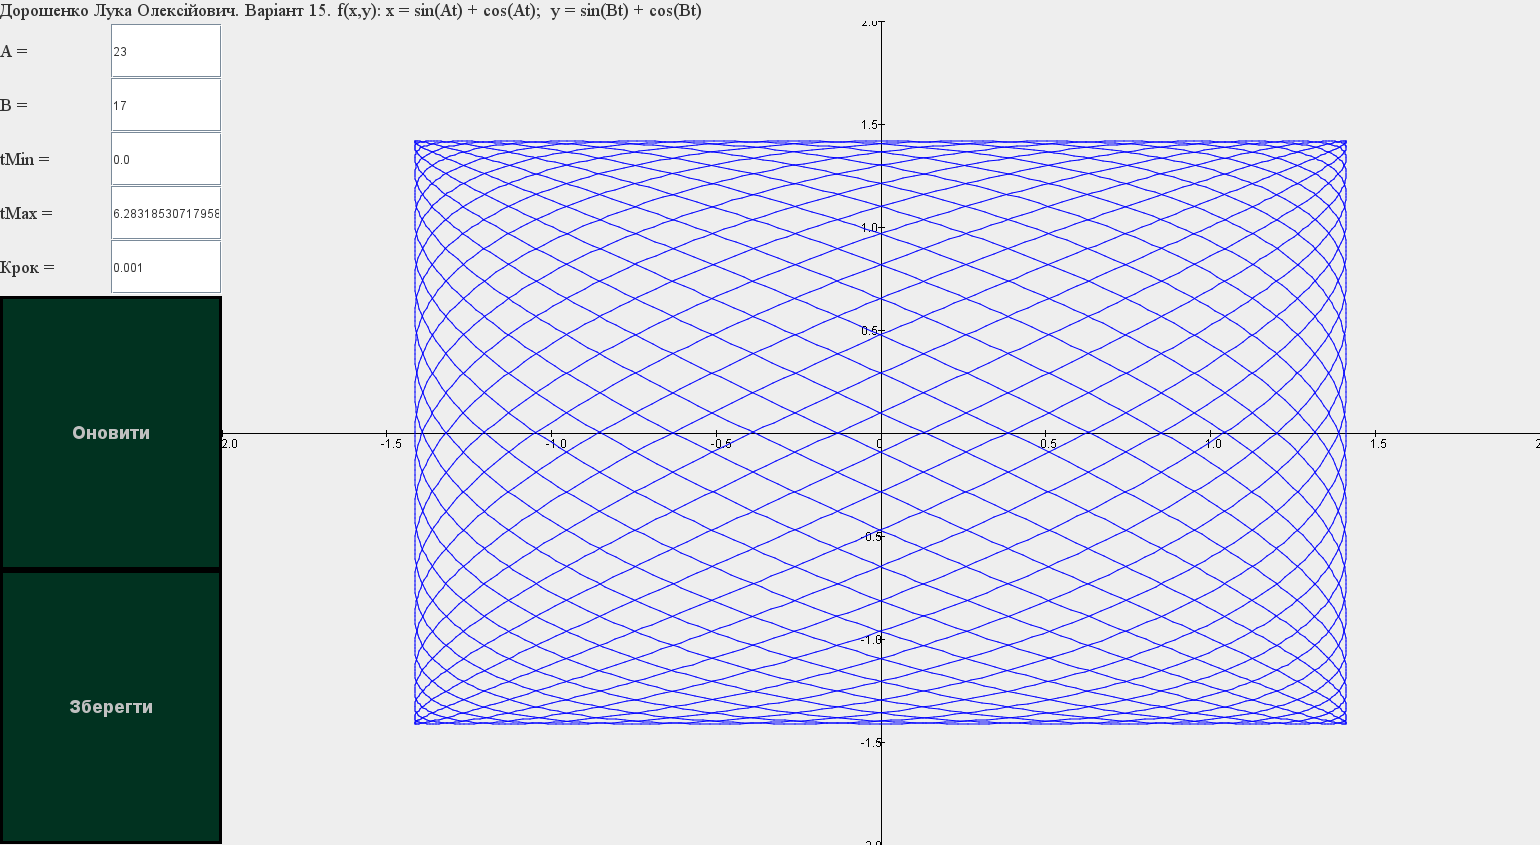 Дорошенко Лука Олексійович. Варіант 15. f(x,y): x = sin(At) + cos(At); y = sin(Bt) + cos(Bt)
A =
23
B =
17
tMin =
0.0
tMax =
6.28318530717958
Крок =
0.001
Оновити
Зберегти
2.0
1.5
1.0
0.5
2.0
-1.5
-1.0
-0.5
0
0.5
1.0
1.5
2
-0.5
-1.0
-1.5
-2.0